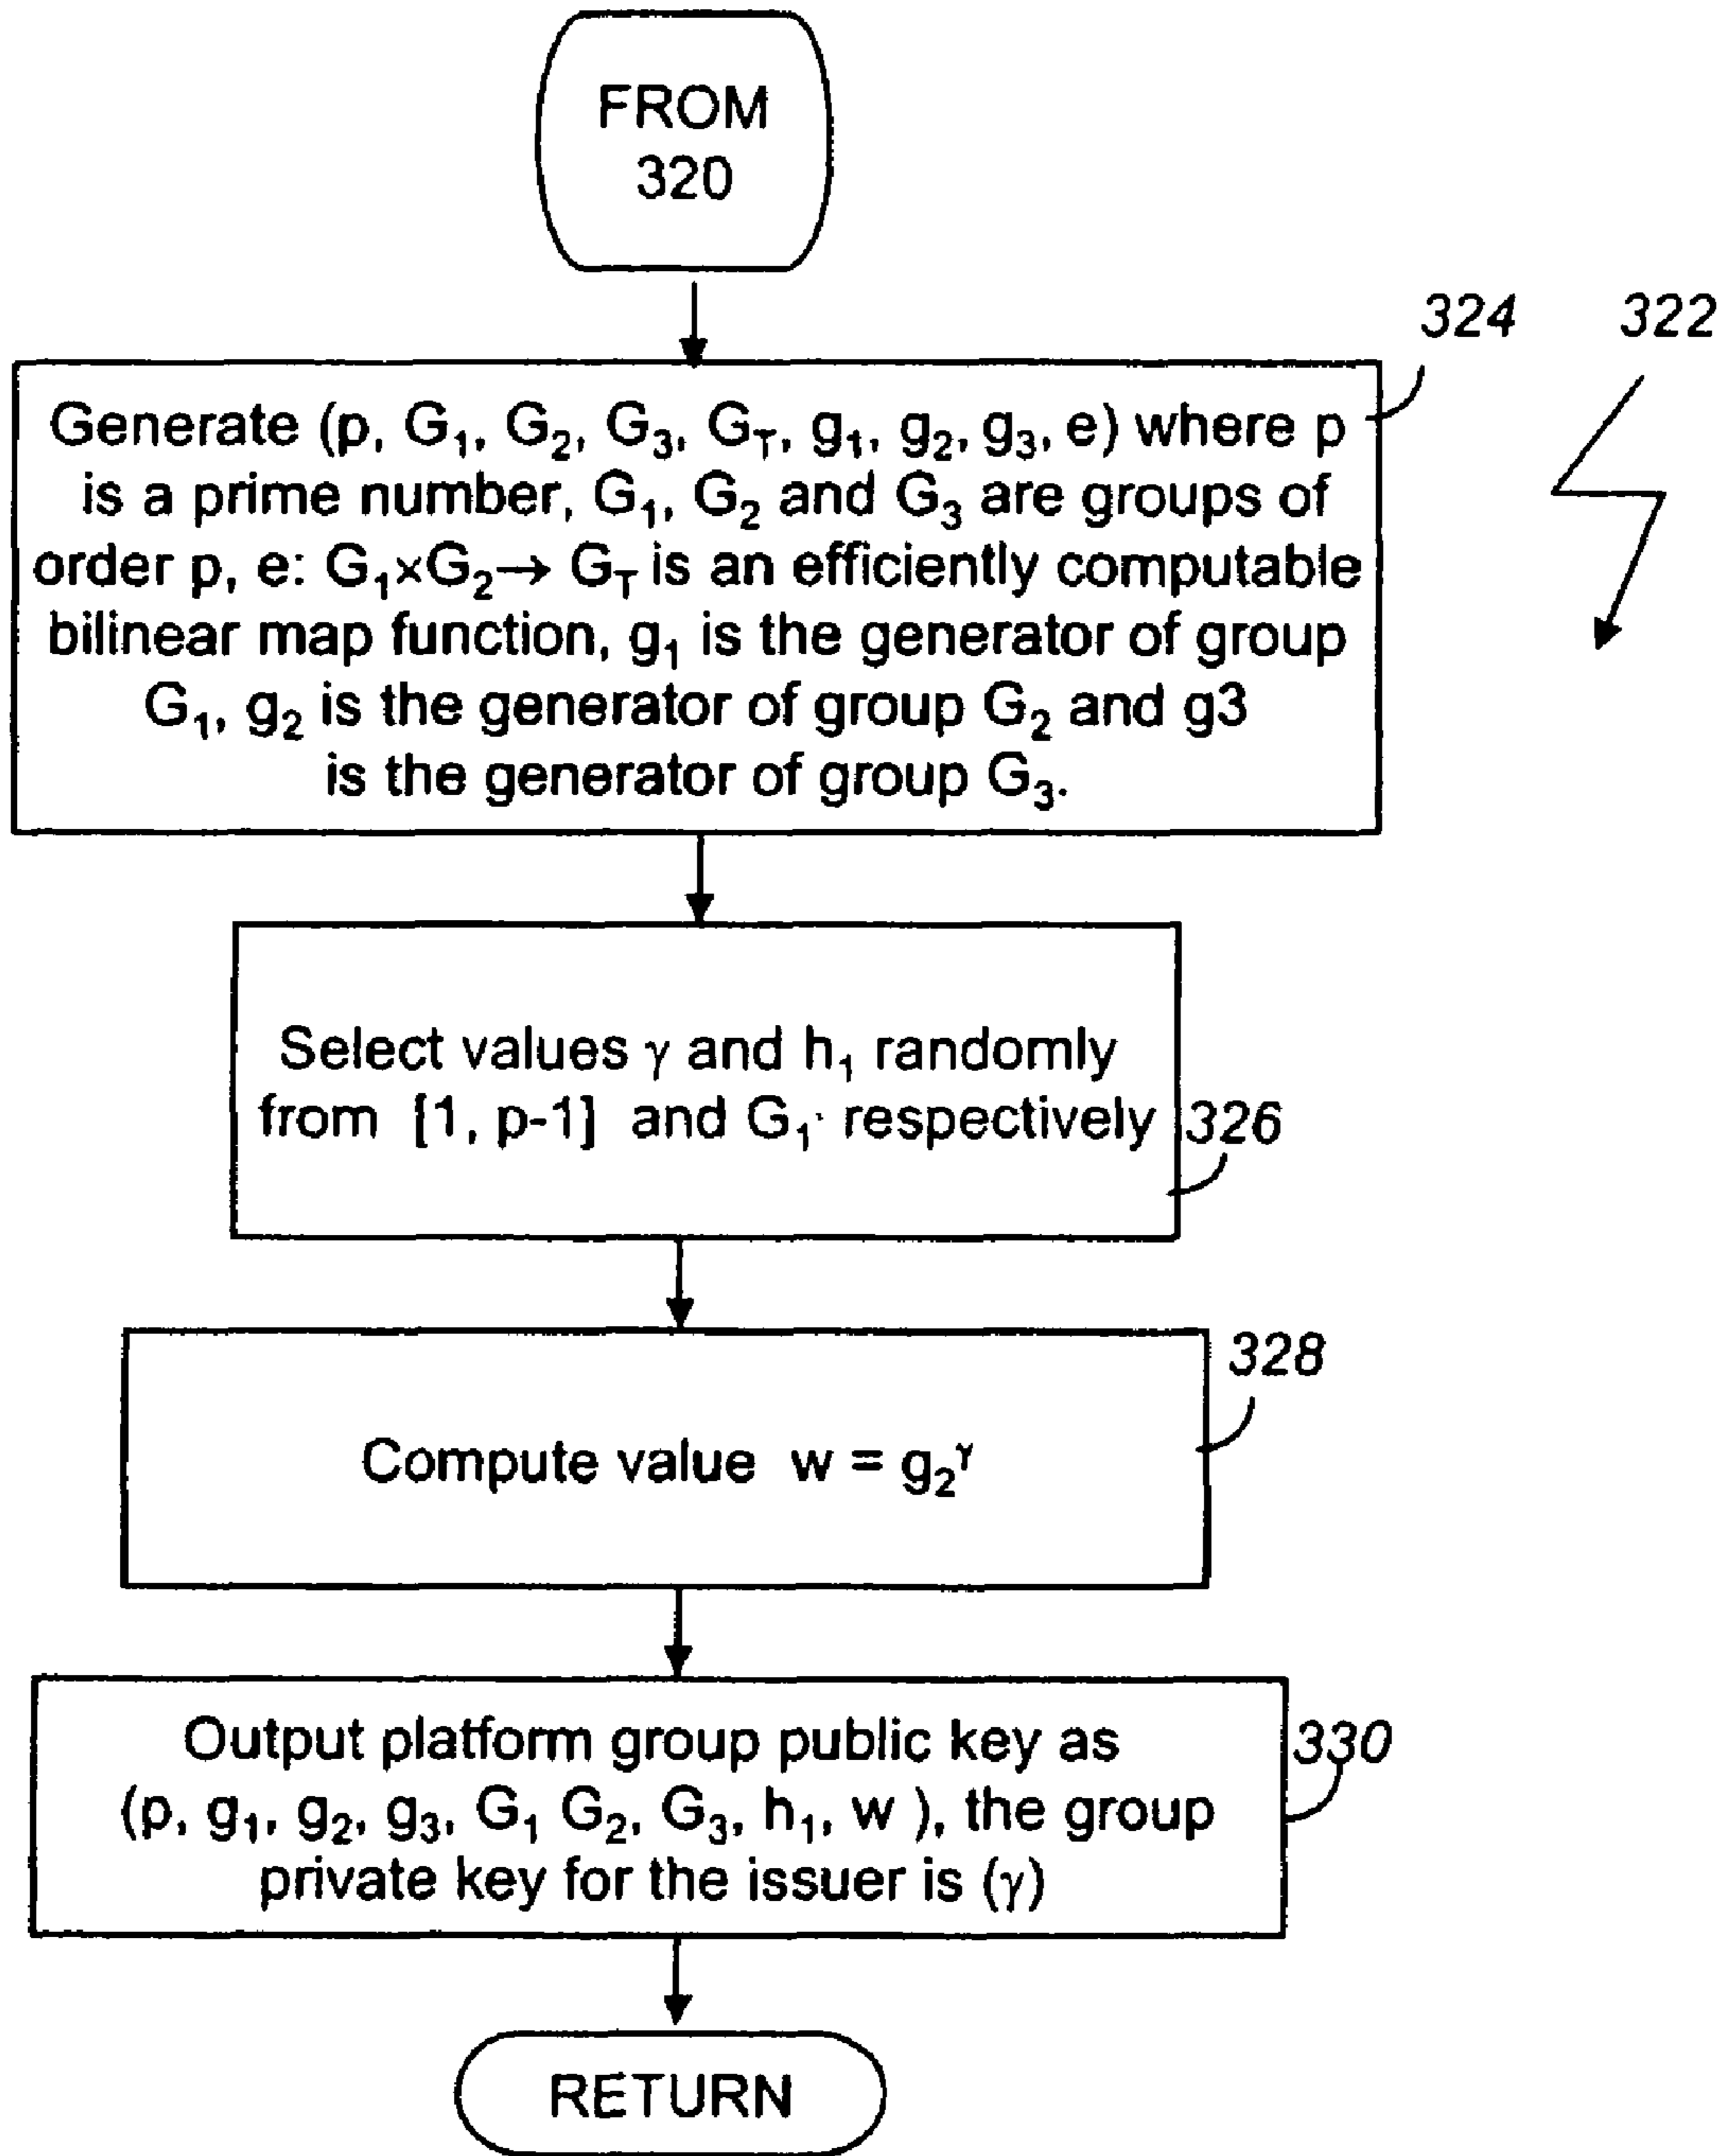 FROM
320
324
322
Generate (p, G₁, G₂, G₃, G_T, g₁, g₂, g₃, e) where p
is a prime number, G₁, G₂ and G₃ are groups of
order p, e: G₁×G₂→ G_T is an efficiently computable
bilinear map function, g₁ is the generator of group
G₁, g₂ is the generator of group G₂ and g3
is the generator of group G₃.
Select values γ and h₁ randomly
from [1, p-1] and G₁ respectively
326
328
Compute value w = g₂^γ
Output platform group public key as
330
(p, g₁, g₂, g₃, G₁ G₂, G₃, h₁, w ), the group
private key for the issuer is (γ)
RETURN